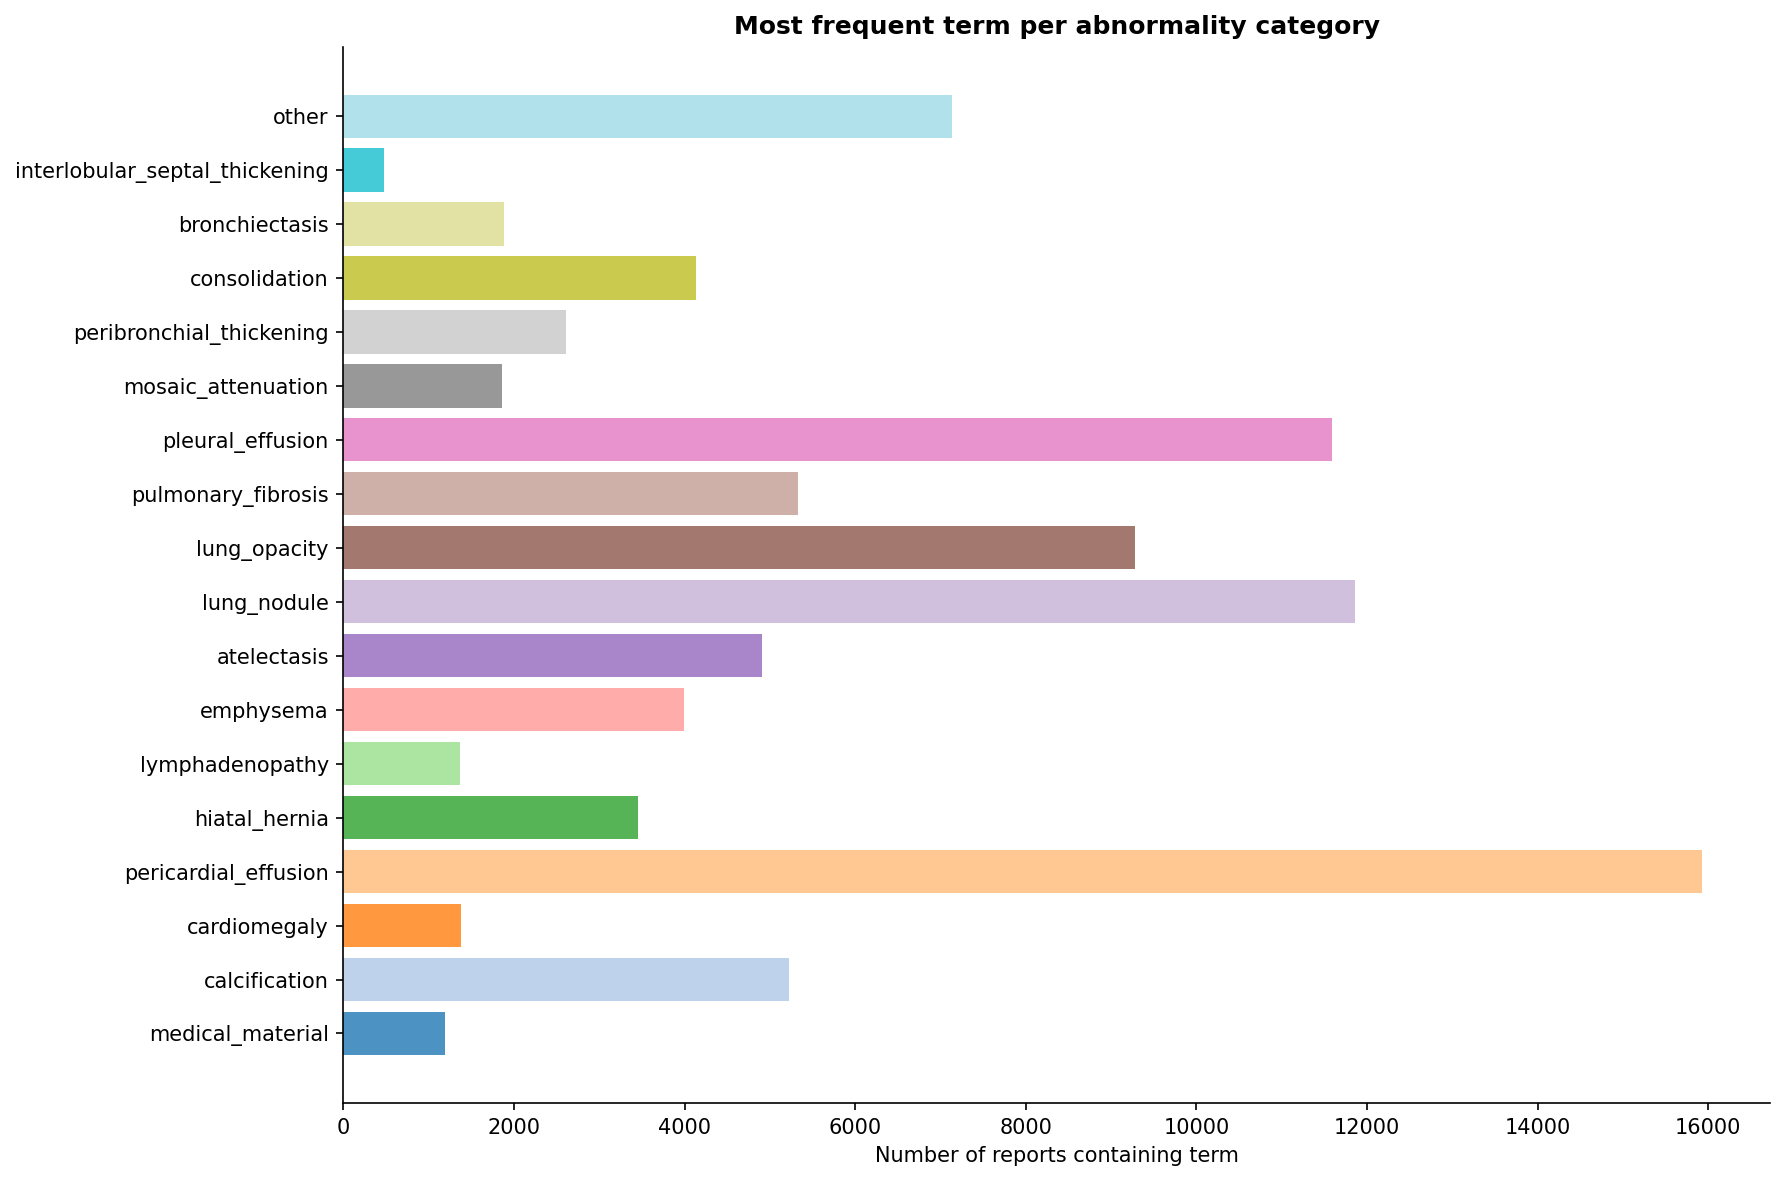 Most frequent term per abnormality category
other
interlobular_septal_thickening
bronchiectasis
consolidation
peribronchial_thickening
mosaic_attenuation
pleural_effusion
pulmonary_fibrosis
lung_opacity
lung_nodule
atelectasis
emphysema
lymphadenopathy
hiatal_hernia
pericardial_effusion
cardiomegaly
calcification
medical_material
0 2000 4000 6000 8000 10000 12000 14000 16000
Number of reports containing term